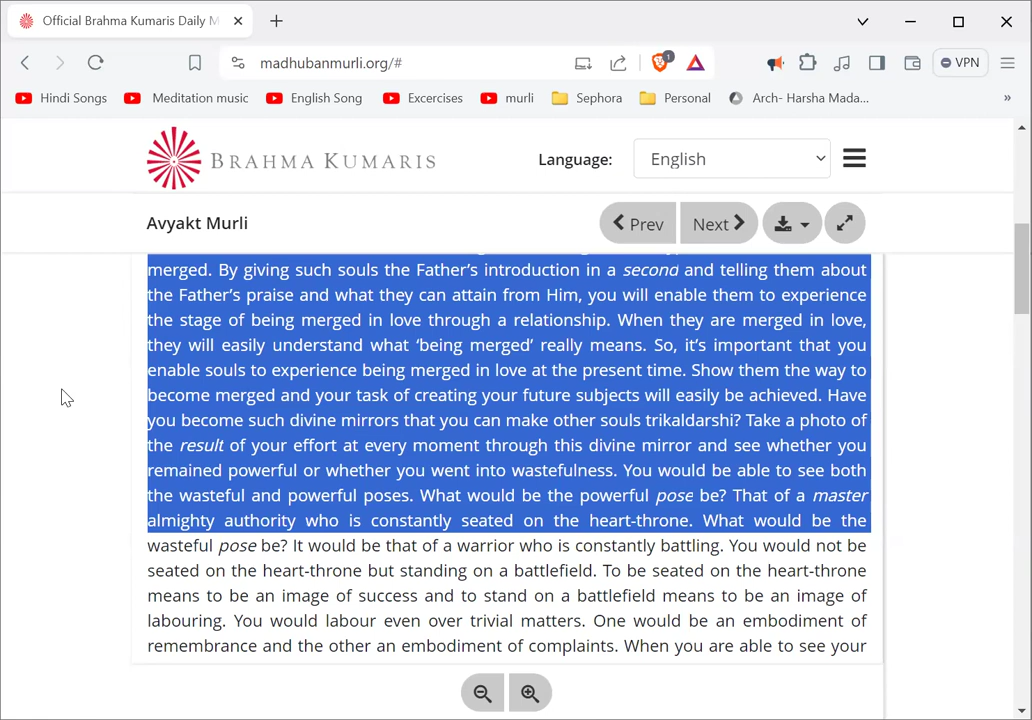 Official Brahma Kumaris Daily M
madhubanmurli.org/#
1
VPN
Hindi Songs
Meditation music
English Song
Excercises
murli
Sephora
Personal
Arch- Harsha Mada...
»
BRAHMA KUMARIS
Language:
English
Avyakt Murli
Prev
Next
merged. By giving such souls the Father’s introduction in a second and telling them about
the Father’s praise and what they can attain from Him, you will enable them to experience
the stage of being merged in love through a relationship. When they are merged in love,
they will easily understand what ‘being merged’ really means. So, it’s important that you
enable souls to experience being merged in love at the present time. Show them the way to
become merged and your task of creating your future subjects will easily be achieved. Have
you become such divine mirrors that you can make other souls trikaldarshi? Take a photo of
the result of your effort at every moment through this divine mirror and see whether you
remained powerful or whether you went into wastefulness. You would be able to see both
the wasteful and powerful poses. What would be the powerful pose be? That of a master
almighty authority who is constantly seated on the heart-throne. What would be the
wasteful pose be? It would be that of a warrior who is constantly battling. You would not be
seated on the heart-throne but standing on a battlefield. To be seated on the heart-throne
means to be an image of success and to stand on a battlefield means to be an image of
labouring. You would labour even over trivial matters. One would be an embodiment of
remembrance and the other an embodiment of complaints. When you are able to see your